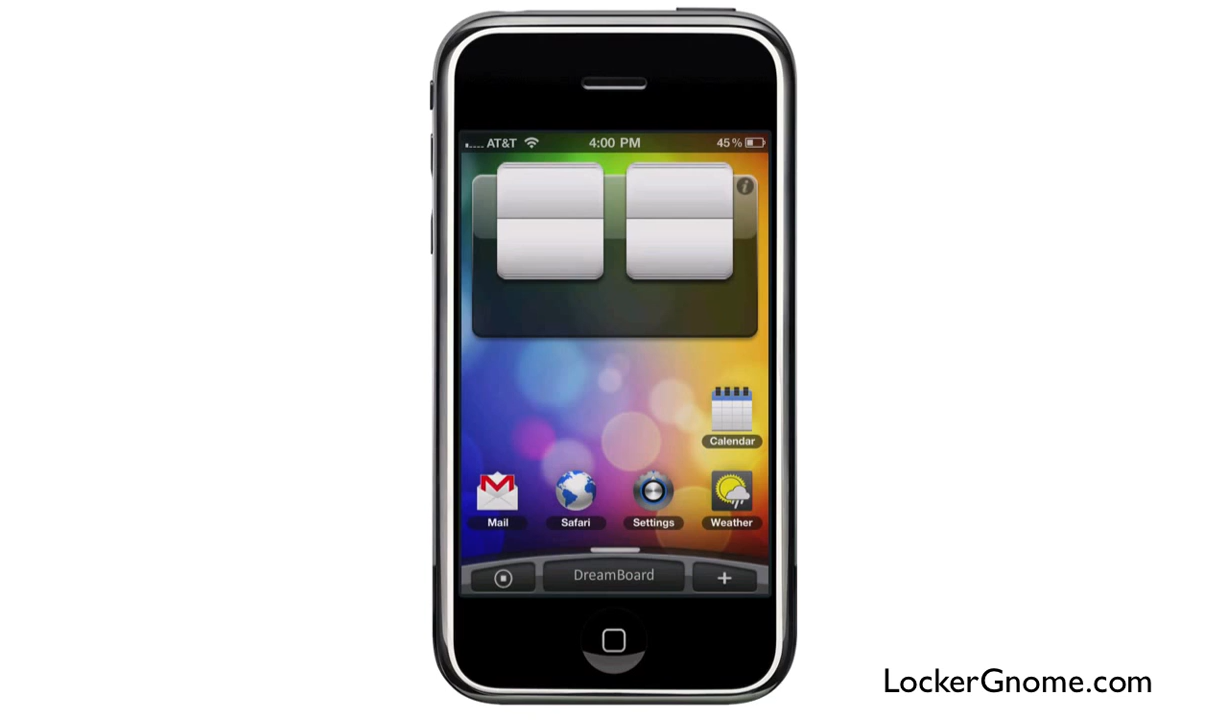 AT&T 4:00 PM 45%
Calendar
Mail Safari Settings Weather
DreamBoard
LockerGnome.com